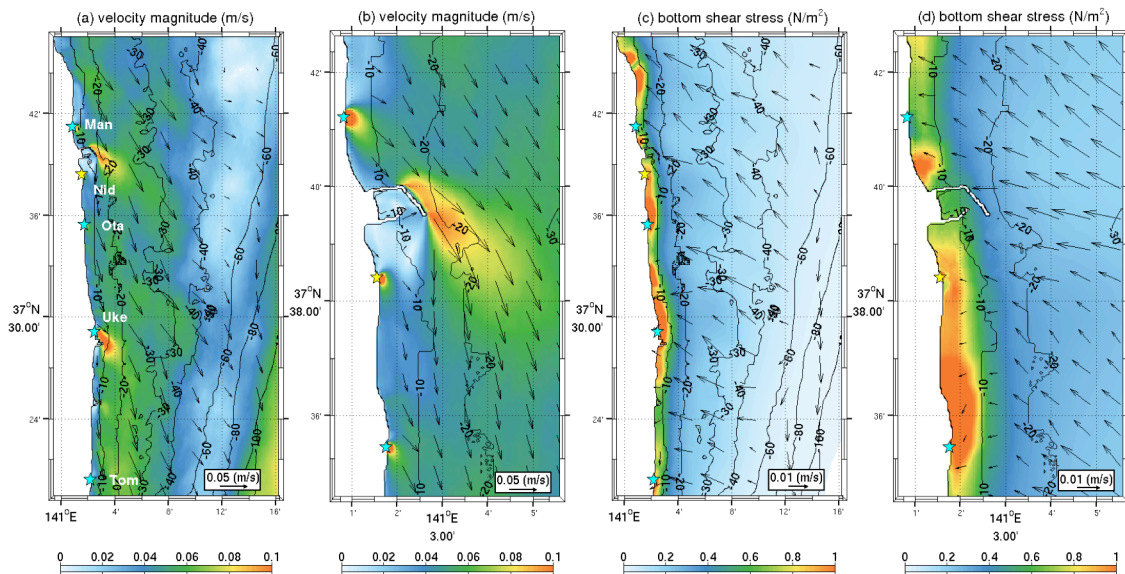 (a) velocity magnitude (m/s)
(b) velocity magnitude (m/s)
(c) bottom shear stress (N/m²)
(d) bottom shear stress (N/m²)
Man
Nid
Ota
Uke
Tom
42'
36'
37°N
30.00'
24'
141°E
4'
8'
12'
16'
0.05 (m/s)
42'
40'
37°N
38.00'
36'
1'
2'
141°E
3.00'
4'
5'
0.05 (m/s)
42'
36'
37°N
30.00'
24'
141°E
4'
8'
12'
16'
0.01 (m/s)
42'
40'
37°N
38.00'
36'
1'
2'
141°E
3.00'
4'
5'
0.01 (m/s)
-10
-20
-30
-40
-60
-80
0 0.02 0.04 0.06 0.08 0.1
0 0.02 0.04 0.06 0.08 0.1
0 0.2 0.4 0.6 0.8 1
0 0.2 0.4 0.6 0.8 1